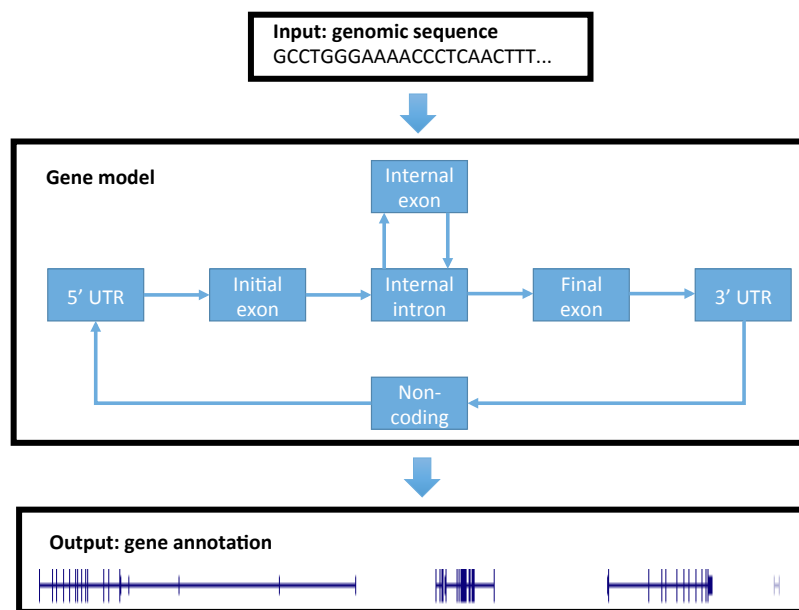 Input: genomic sequence
GCCTGGGAAAACCCTCAACTTT...
Gene model
Internal
exon
5' UTR
Initial
exon
Internal
intron
Final
exon
3' UTR
Non-
coding
Output: gene annotation